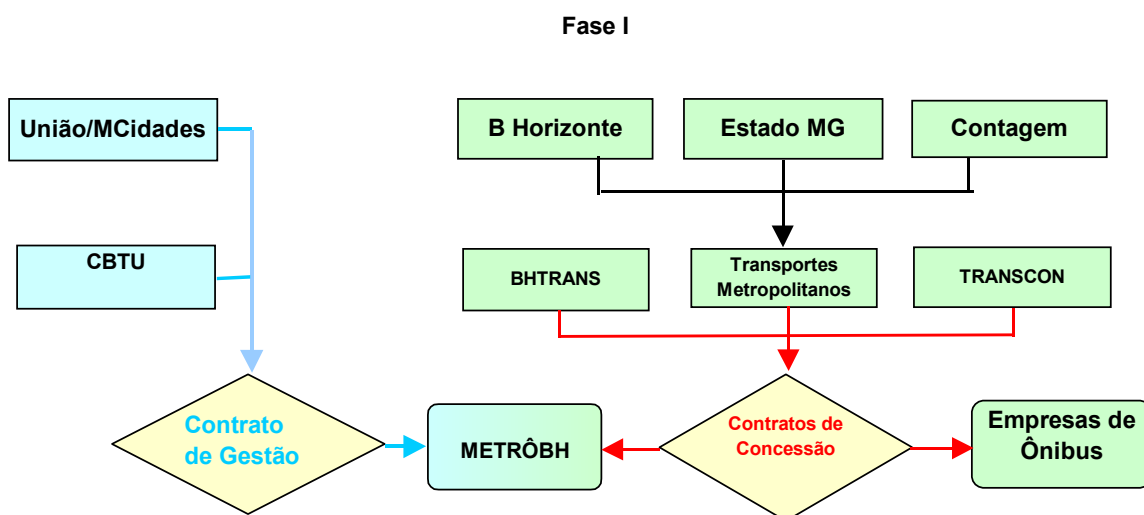 Fase I
União/MCidades
B Horizonte
Estado MG
Contagem
CBTU
BHTRANS
Transportes
Metropolitanos
TRANSCON
Contrato
de Gestão
METRÔBH
Contratos de
Concessão
Empresas de
Ônibus